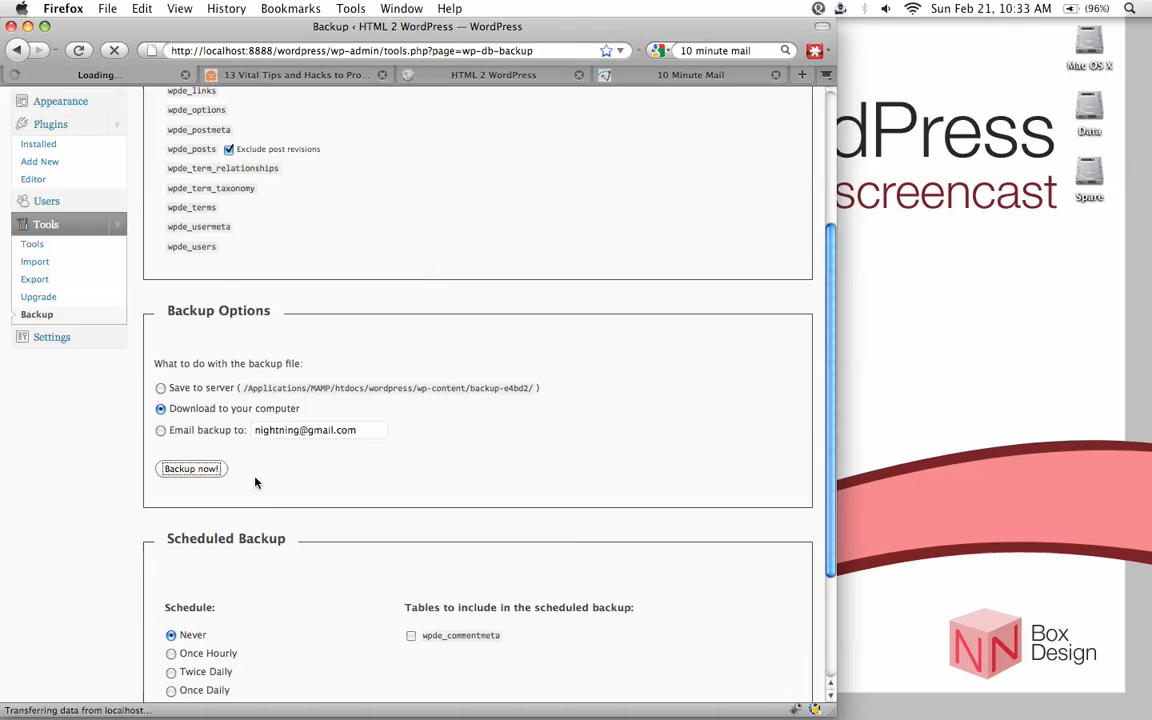 Firefox File Edit View History Bookmarks Tools Window Help Sun Feb 21, 10:33 AM (96%)
Backup ‹ HTML 2 WordPress — WordPress
http://localhost:8888/wordpress/wp-admin/tools.php?page=wp-db-backup 10 minute mail
Loading... 13 Vital Tips and Hacks to Pro... HTML 2 WordPress 10 Minute Mail
Mac OS X
Data
Spare
dPress
screencast
Appearance
Plugins
Installed
Add New
Editor
Users
Tools
Tools
Import
Export
Upgrade
Backup
Settings
wpde_links
wpde_options
wpde_postmeta
wpde_posts Exclude post revisions
wpde_term_relationships
wpde_term_taxonomy
wpde_terms
wpde_usermeta
wpde_users
Backup Options
What to do with the backup file:
Save to server ( /Applications/MAMP/htdocs/wordpress/wp-content/backup-e4bd2/ )
Download to your computer
Email backup to: nightning@gmail.com
Backup now!
Scheduled Backup
Schedule:
Never
Once Hourly
Twice Daily
Once Daily
Tables to include in the scheduled backup:
wpde_commentmeta
NN Box
Design
Transferring data from localhost...